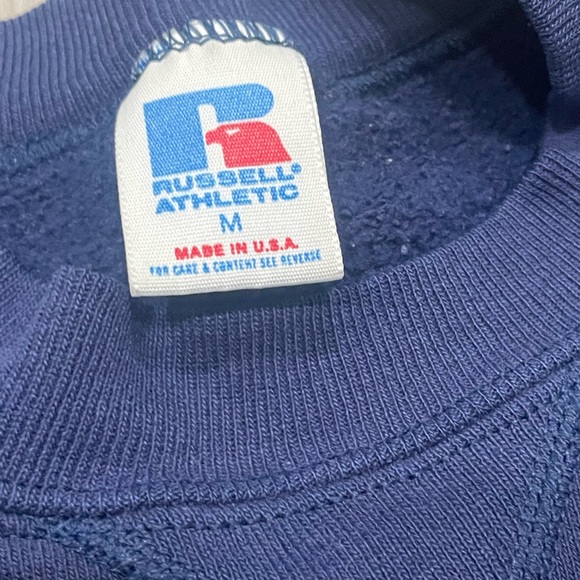 R
RUSSELL®
ATHLETIC
M
MADE IN U.S.A.
FOR CARE & CONTENT SEE REVERSE